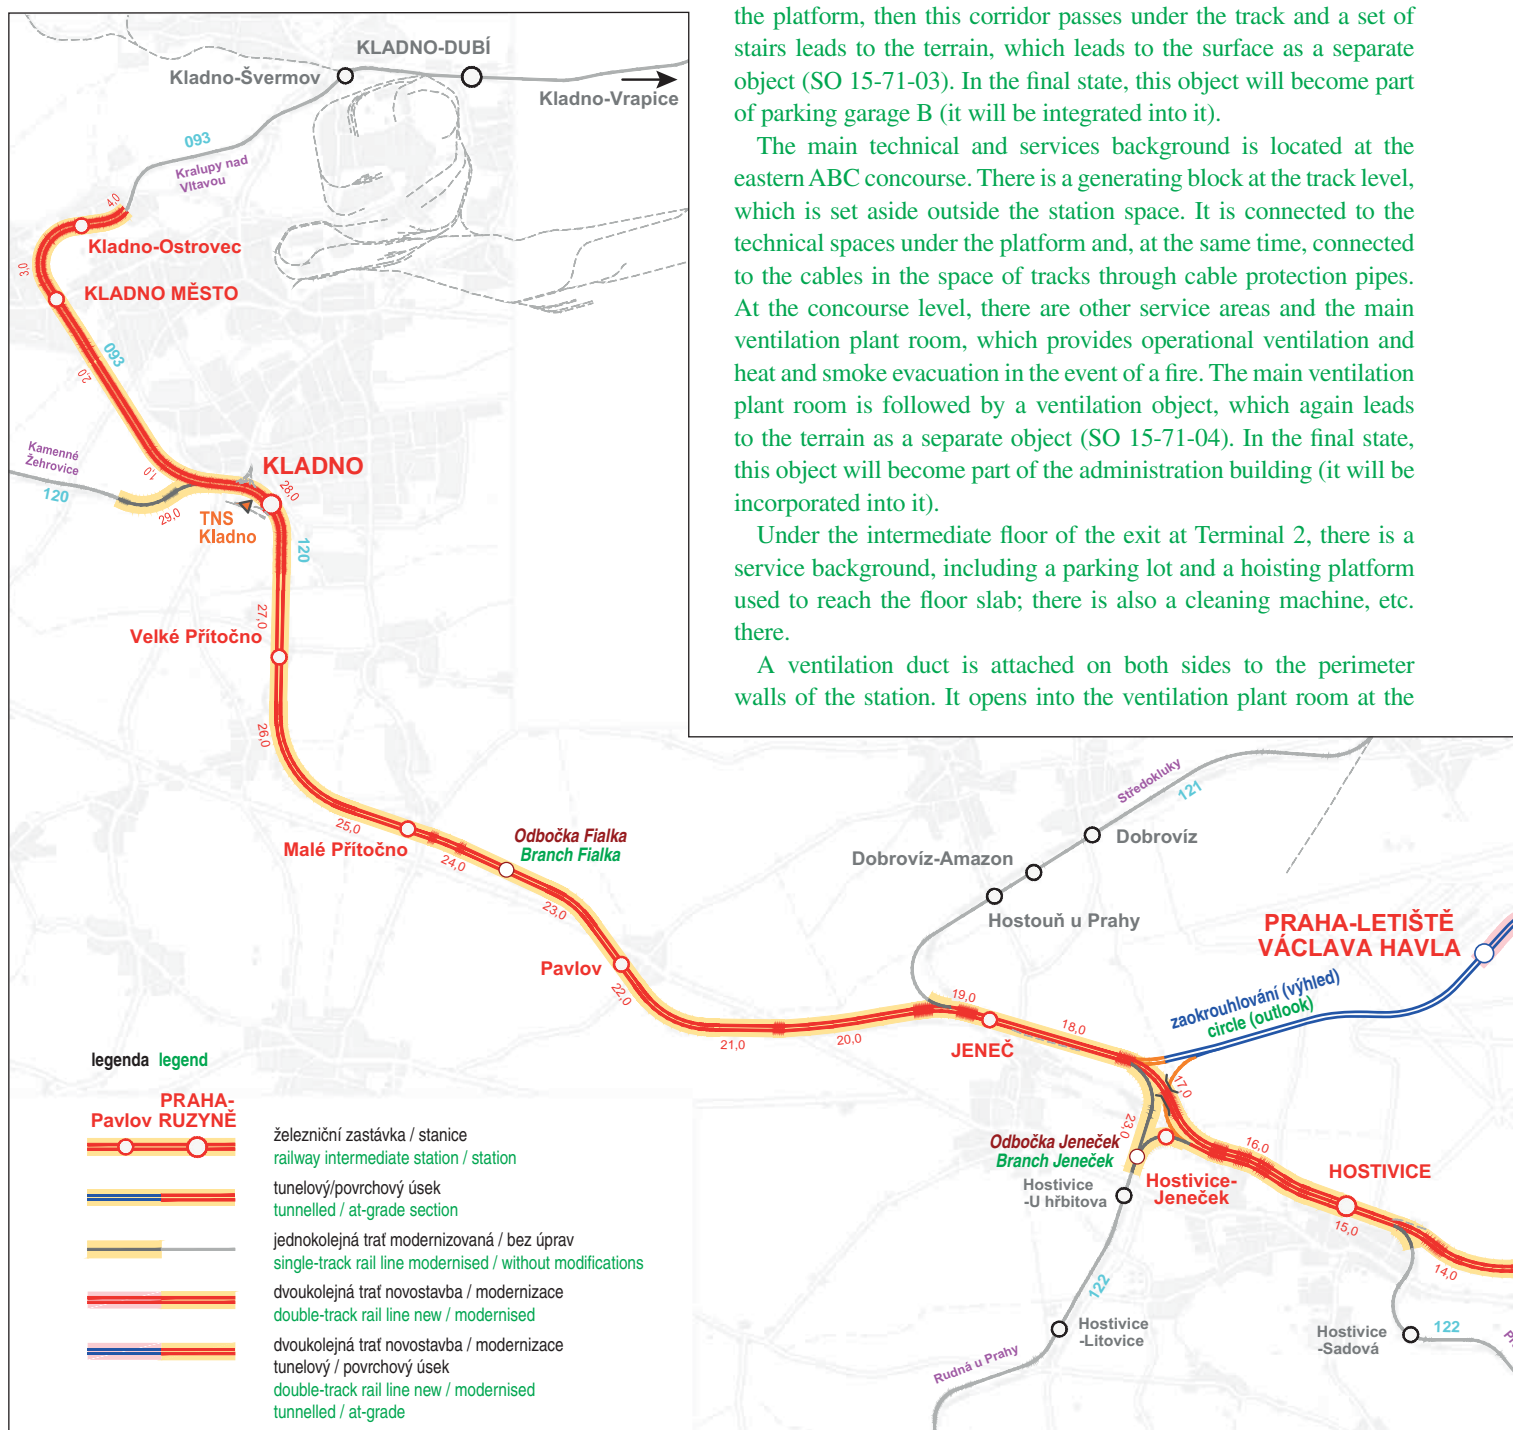 the platform, then this corridor passes under the track and a set of
stairs leads to the terrain, which leads to the surface as a separate
object (SO 15-71-03). In the final state, this object will become part
of parking garage B (it will be integrated into it).
The main technical and services background is located at the
eastern ABC concourse. There is a generating block at the track level,
which is set aside outside the station space. It is connected to the
technical spaces under the platform and, at the same time, connected
to the cables in the space of tracks through cable protection pipes.
At the concourse level, there are other service areas and the main
ventilation plant room, which provides operational ventilation and
heat and smoke evacuation in the event of a fire. The main ventilation
plant room is followed by a ventilation object, which again leads
to the terrain as a separate object (SO 15-71-04). In the final state,
this object will become part of the administration building (it will be
incorporated into it).
Under the intermediate floor of the exit at Terminal 2, there is a
service background, including a parking lot and a hoisting platform
used to reach the floor slab; there is also a cleaning machine, etc.
there.
A ventilation duct is attached on both sides to the perimeter
walls of the station. It opens into the ventilation plant room at the
KLADNO-DUBÍ
Kladno-Švermov
Kladno-Vrapice
093
Kralupy nad
Vltavou
4,0
Kladno-Ostrovec
3,0
KLADNO MĚSTO
093
2,0
Kamenné
Žehrovice
1,0
KLADNO
28,0
120
29,0
TNS
Kladno
120
27,0
Velké Přítočno
26,0
25,0
Malé Přítočno
24,0
Odbočka Fialka
Branch Fialka
23,0
Pavlov
22,0
21,0
20,0
19,0
JENEČ
18,0
Středokluky
121
Dobrovíz
Dobrovíz-Amazon
Hostouň u Prahy
PRAHA-LETIŠTĚ
VÁCLAVA HAVLA
zaokrouhlování (výhled)
circle (outlook)
17,0
23,0
Odbočka Jeneček
Branch Jeneček
16,0
Hostivice-
Jeneček
HOSTIVICE
15,0
14,0
Hostivice
-U hřbitova
122
Hostivice
-Litovice
Rudná u Prahy
Hostivice
-Sadová
122
legenda legend
Pavlov
PRAHA-
RUZYNĚ
železniční zastávka / stanice
railway intermediate station / station
tunelový/povrchový úsek
tunnelled / at-grade section
jednokolejná trať modernizovaná / bez úprav
single-track rail line modernised / without modifications
dvoukolejná trať novostavba / modernizace
double-track rail line new / modernised
dvoukolejná trať novostavba / modernizace
tunelový / povrchový úsek
double-track rail line new / modernised
tunnelled / at-grade